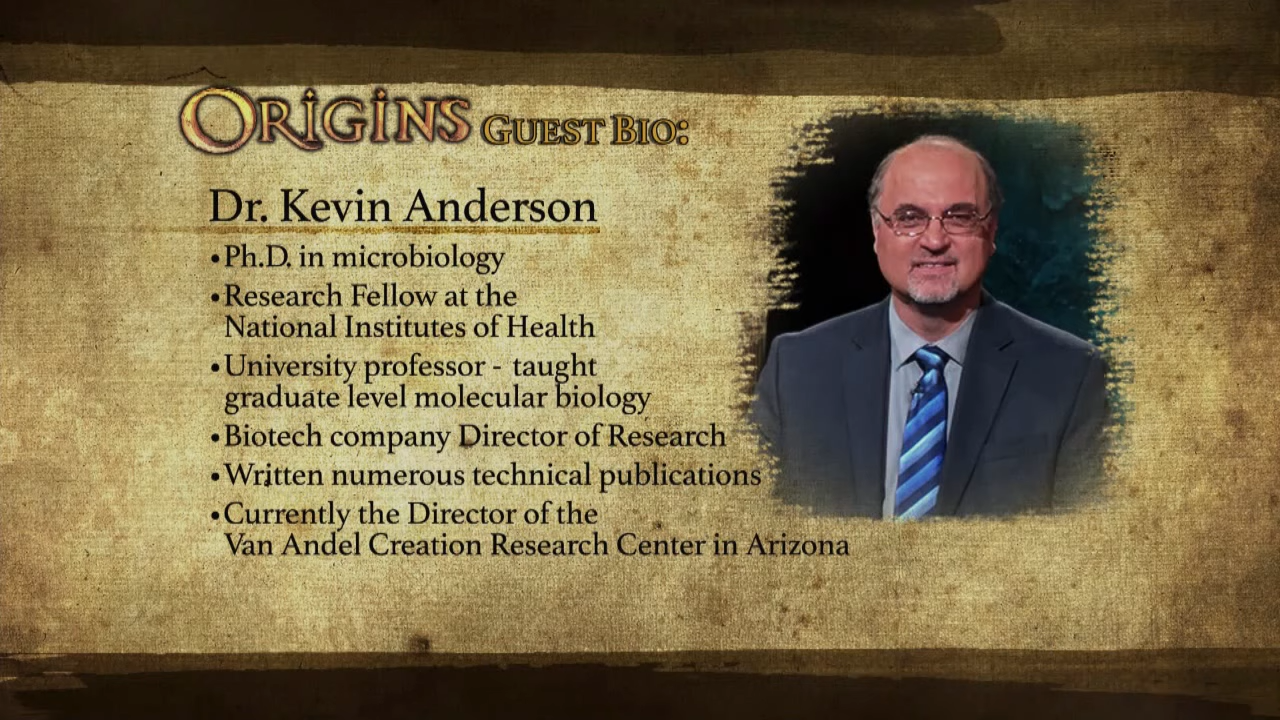 ORIGINS GUEST BIO:
Dr. Kevin Anderson
•Ph.D. in microbiology
•Research Fellow at the
National Institutes of Health
•University professor - taught
graduate level molecular biology
•Biotech company Director of Research
•Written numerous technical publications
•Currently the Director of the
Van Andel Creation Research Center in Arizona